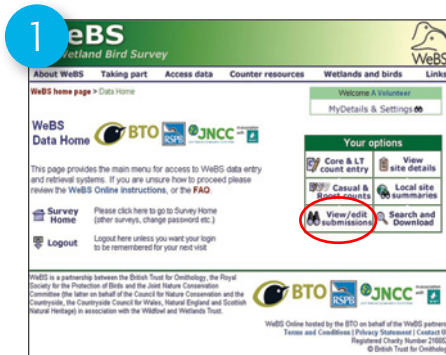 1
WeBS
Wetland Bird Survey
WeBS
About WeBS Taking part Access data Counter resources Wetlands and birds Links
WeBS home page > Data Home
Welcome A Volunteer
MyDetails & Settings
WeBS
Data Home
BTO
RSPB
JNCC
Your options
Core & LT
count entry
View
site details
Casual &
Roost counts
Local site
summaries
View/edit
submissions
Search and
Download
This page provides the main menu for access to WeBS data entry
and retrieval systems. If you are unsure how to proceed please
review the WeBS Online instructions, or the FAQ.
Survey
Home
Please click here to go to Survey Home
(other surveys, change password etc.)
Logout
Logout here unless you want your login
to be remembered for your next visit
WeBS is a partnership between the British Trust for Ornithology, the Royal
Society for the Protection of Birds and the Joint Nature Conservation
Committee (the latter on behalf of the Council for Nature Conservation and the
Countryside, the Countryside Council for Wales, Natural England and Scottish
Natural Heritage) in association with the Wildfowl and Wetlands Trust.
BTO
RSPB
JNCC
WeBS Online hosted by the BTO on behalf of the WeBS partners
Terms and Conditions | Privacy Statement | Contact U
Registered Charity Number 21665
© British Trust for Ornitholog